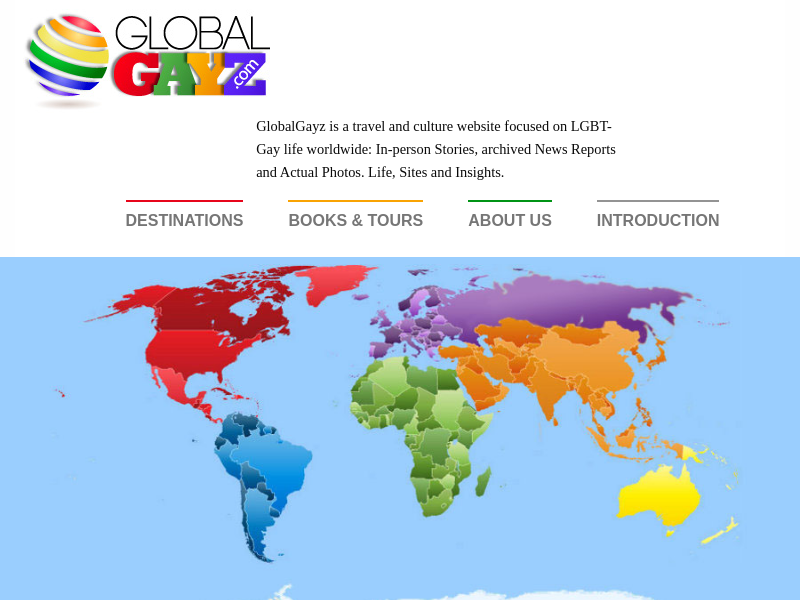 GLOBAL
GAYZ.com
GlobalGayz is a travel and culture website focused on LGBT-
Gay life worldwide: In-person Stories, archived News Reports
and Actual Photos. Life, Sites and Insights.
DESTINATIONS BOOKS & TOURS ABOUT US INTRODUCTION